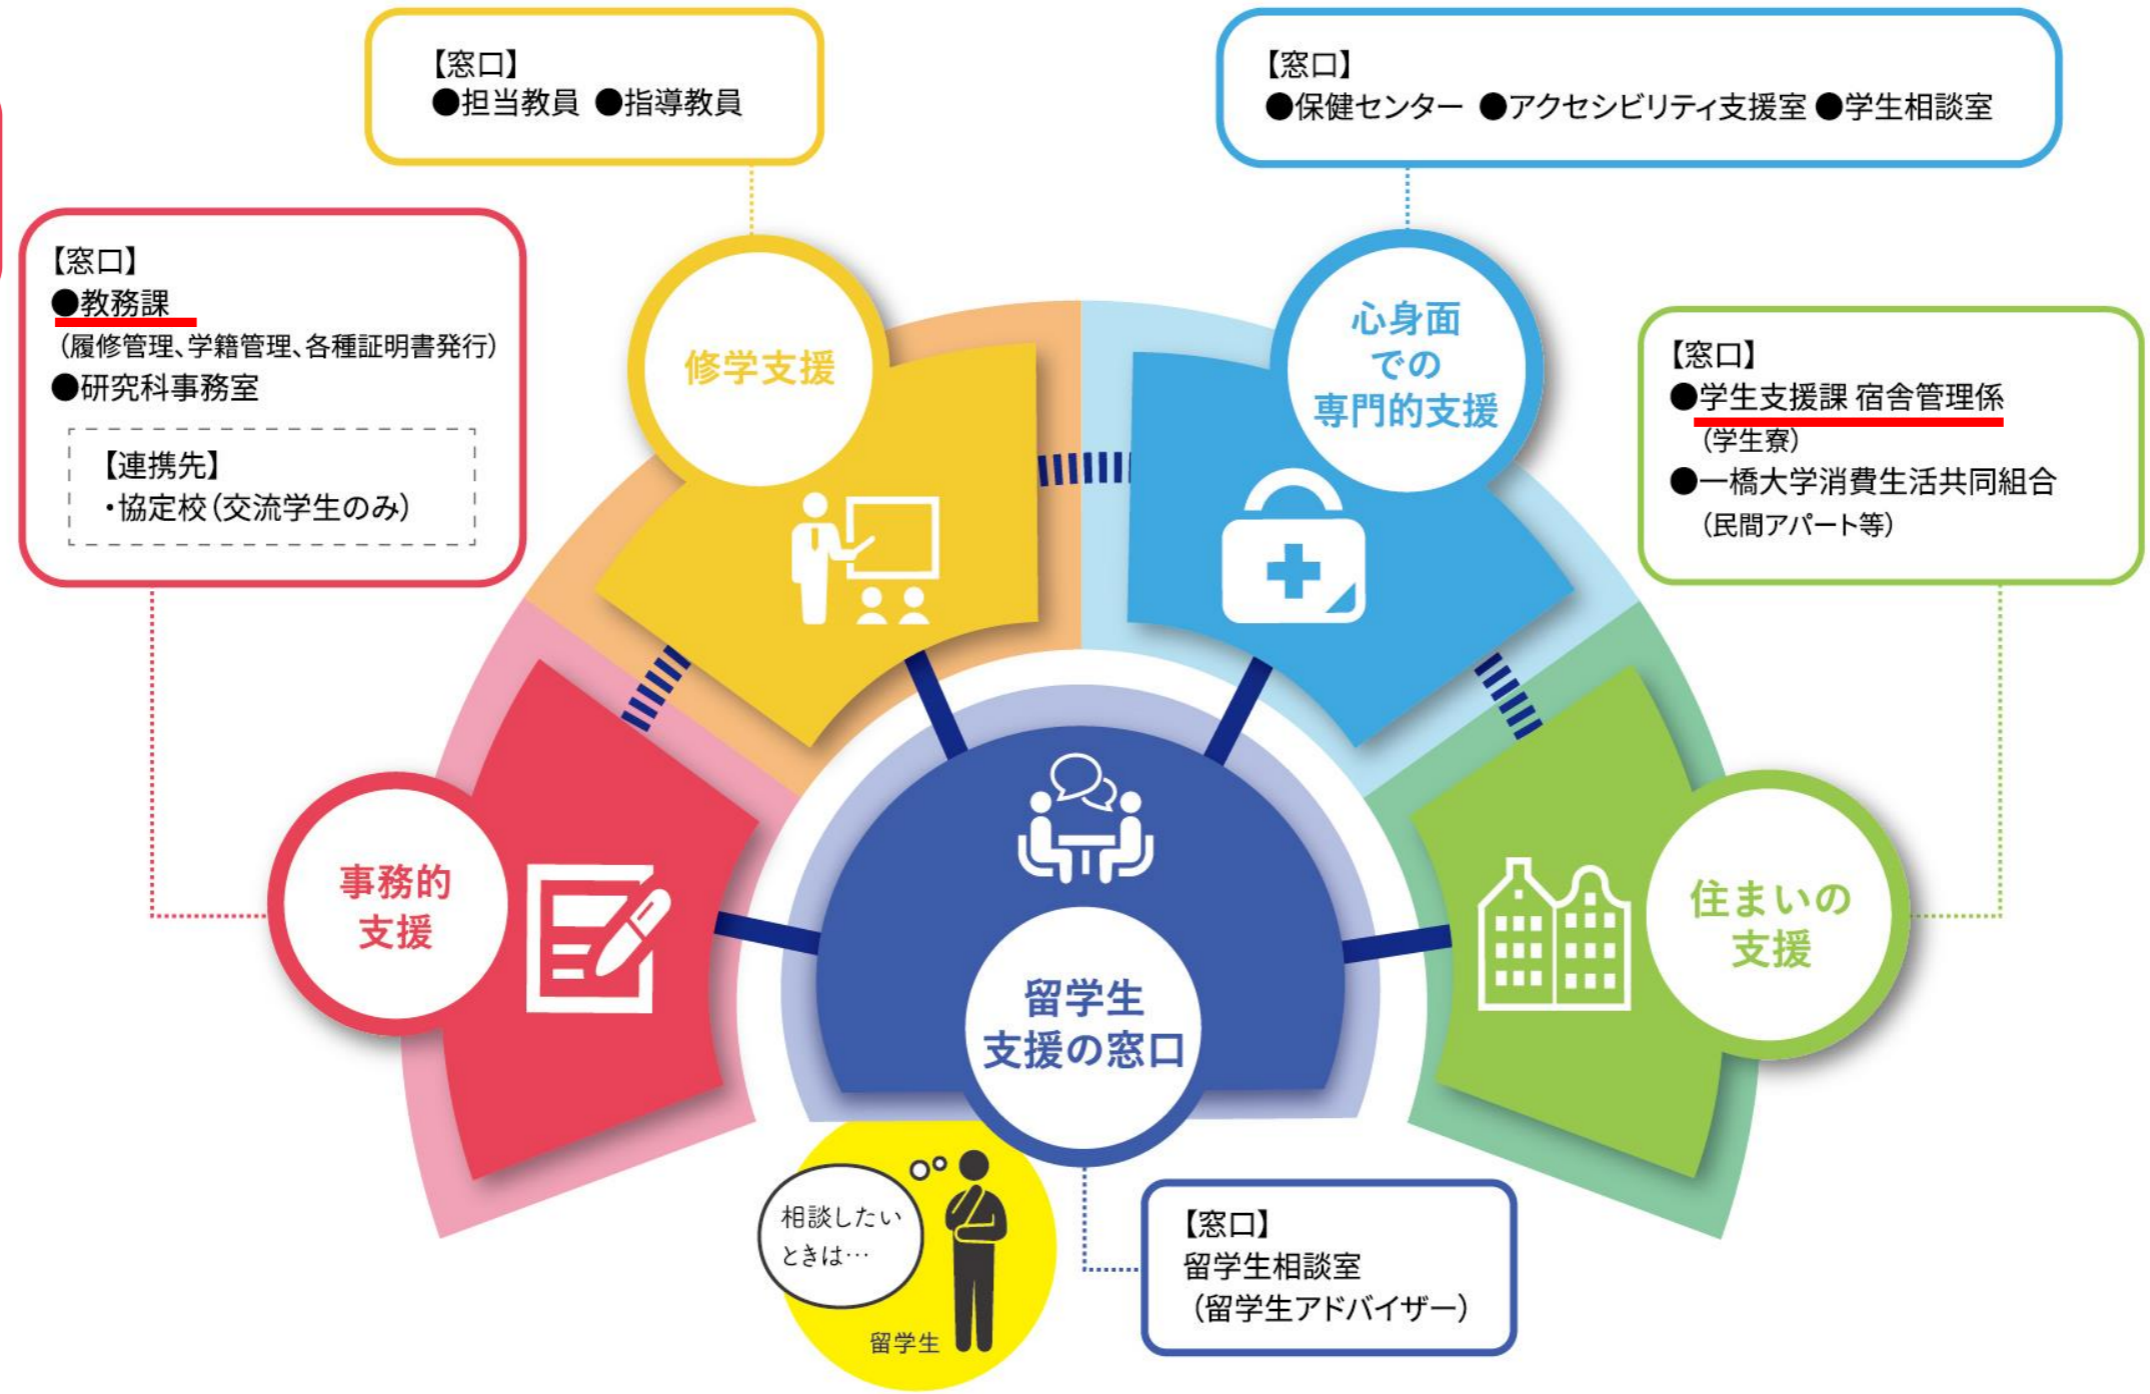 【窓口】
●担当教員 ●指導教員
【窓口】
●保健センター ●アクセシビリティ支援室 ●学生相談室
【窓口】
●教務課
(履修管理、学籍管理、各種証明書発行)
●研究科事務室
【連携先】
・協定校(交流学生のみ)
【窓口】
●学生支援課 宿舎管理係
(学生寮)
●一橋大学消費生活共同組合
(民間アパート等)
修学支援
心身面
での
専門的支援
事務的
支援
住まいの
支援
留学生
支援の窓口
相談したい
ときは…
留学生
【窓口】
留学生相談室
(留学生アドバイザー)